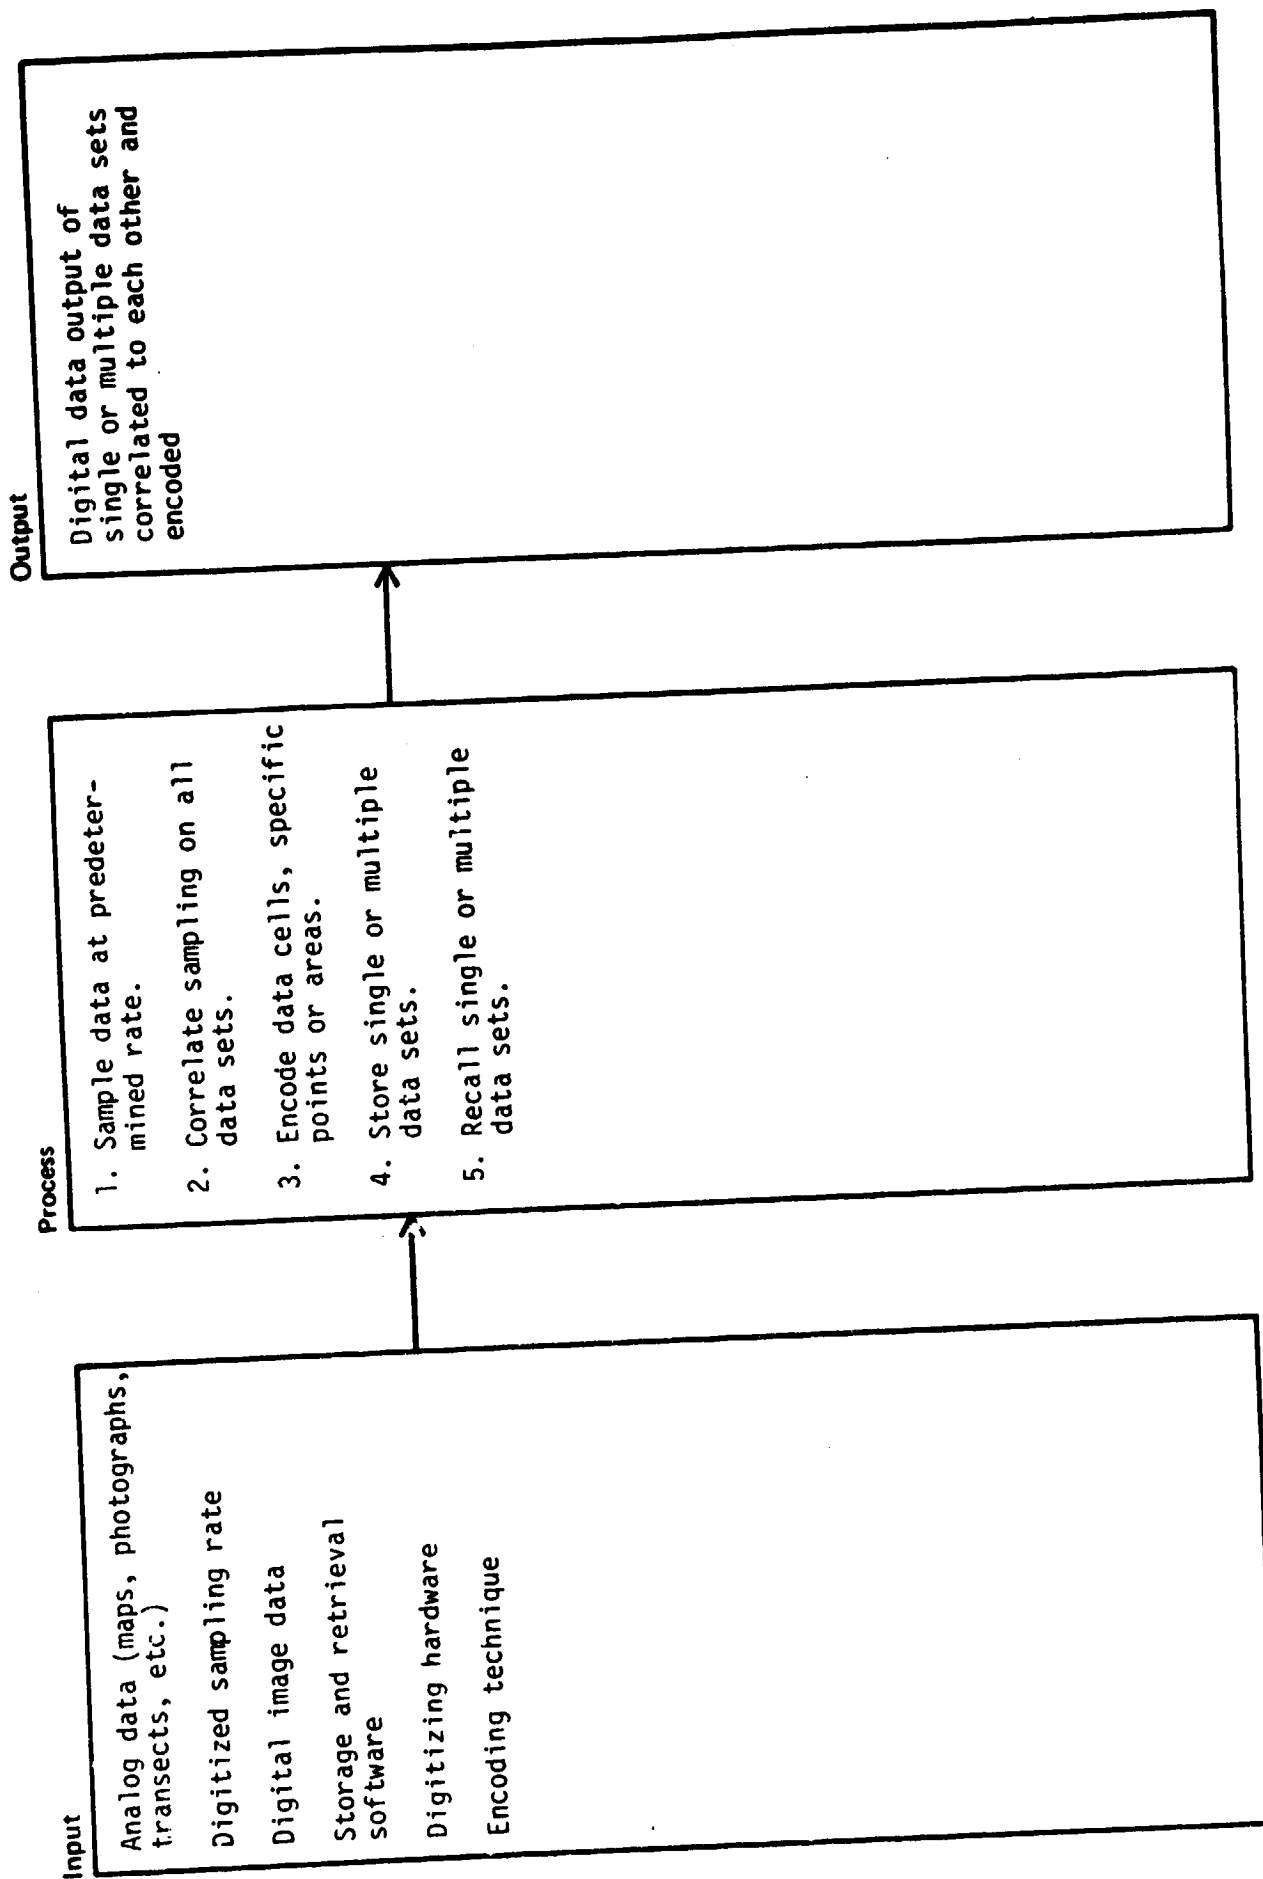 Input
Analog data (maps, photographs,
transects, etc.)
Digitized sampling rate
Digital image data
Storage and retrieval
software
Digitizing hardware
Encoding technique
Process
1. Sample data at predeter-
mined rate.
2. Correlate sampling on all
data sets.
3. Encode data cells, specific
points or areas.
4. Store single or multiple
data sets.
5. Recall single or multiple
data sets.
Output
Digital data output of
single or multiple data sets
correlated to each other and
encoded